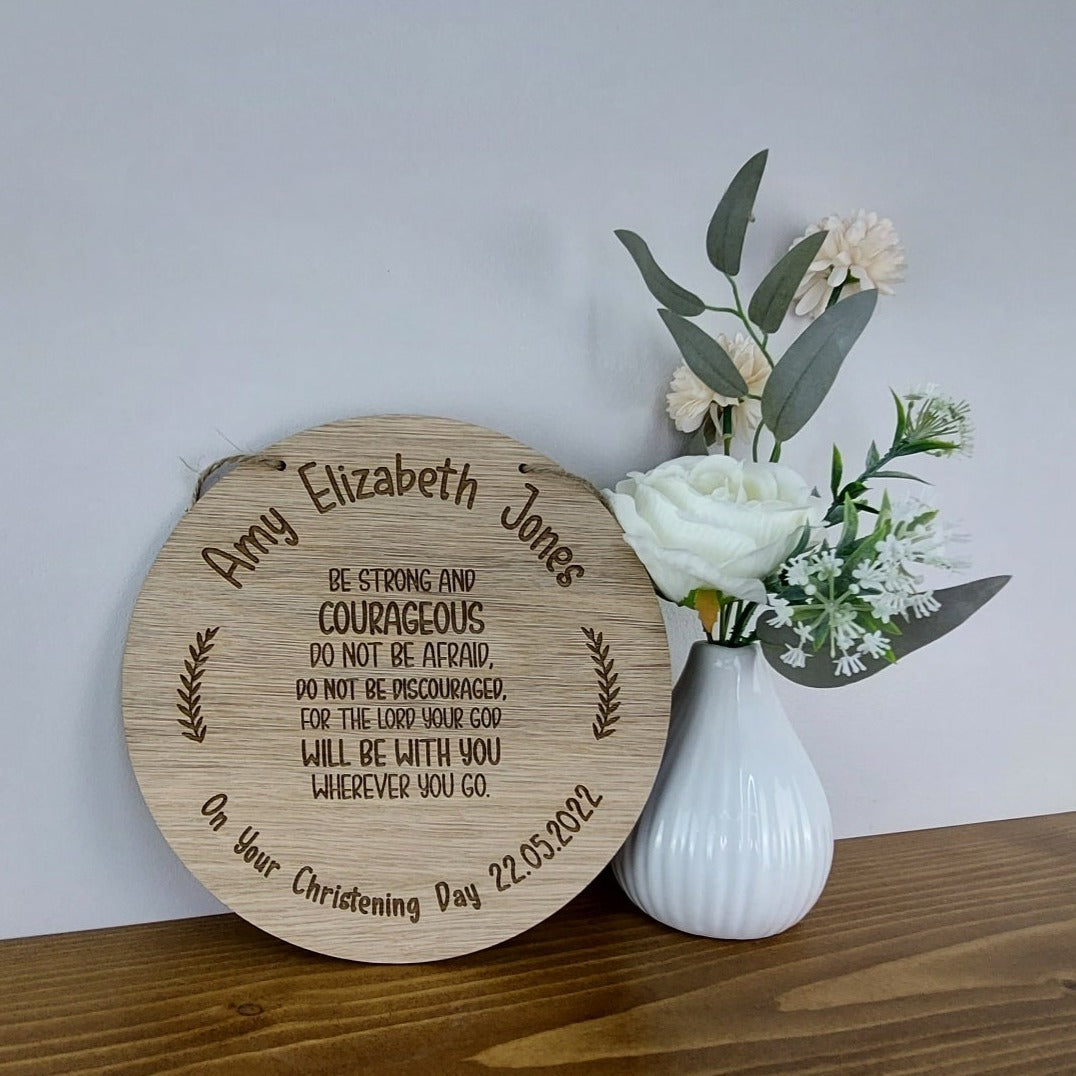 Amy Elizabeth Jones
BE STRONG AND
COURAGEOUS
DO NOT BE AFRAID,
DO NOT BE DISCOURAGED,
FOR THE LORD YOUR GOD
WILL BE WITH YOU
WHEREVER YOU GO.
On Your Christening Day 22.05.2022